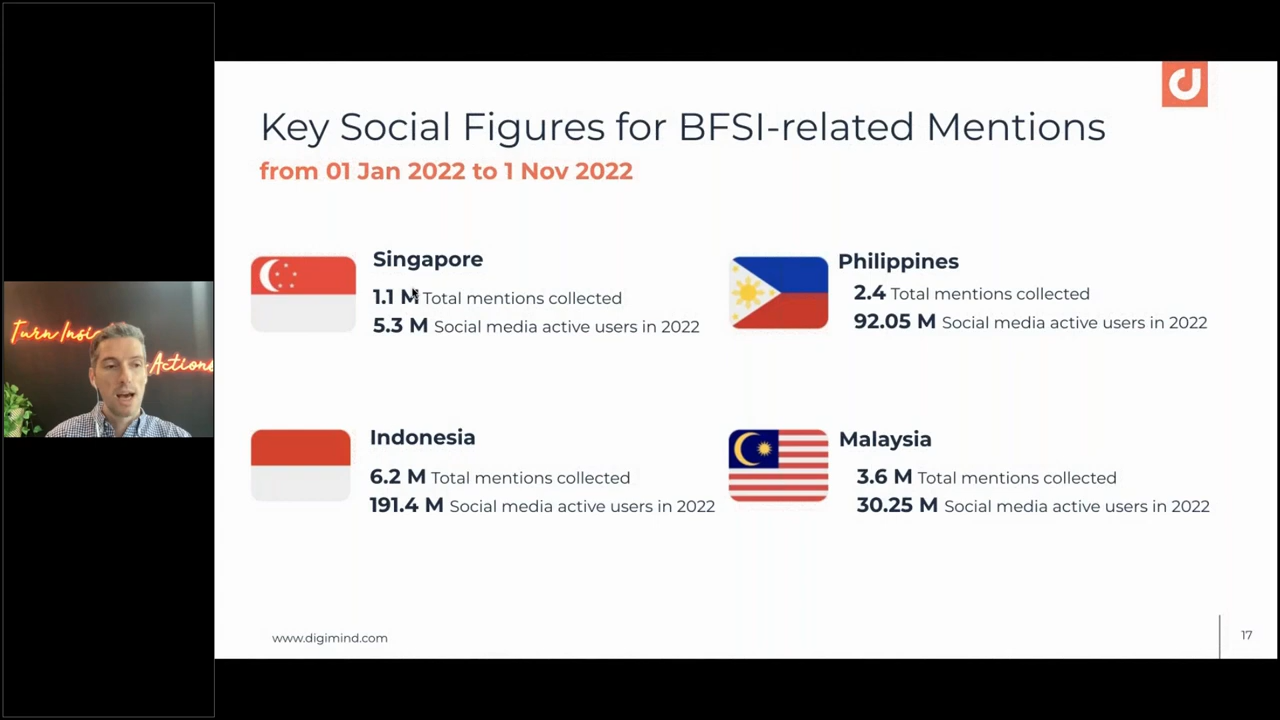 Key Social Figures for BFSI-related Mentions
from 01 Jan 2022 to 1 Nov 2022
Singapore
1.1 M Total mentions collected
5.3 M Social media active users in 2022
Philippines
2.4 Total mentions collected
92.05 M Social media active users in 2022
Indonesia
6.2 M Total mentions collected
191.4 M Social media active users in 2022
Malaysia
3.6 M Total mentions collected
30.25 M Social media active users in 2022
Turn
Actions
www.digimind.com
17